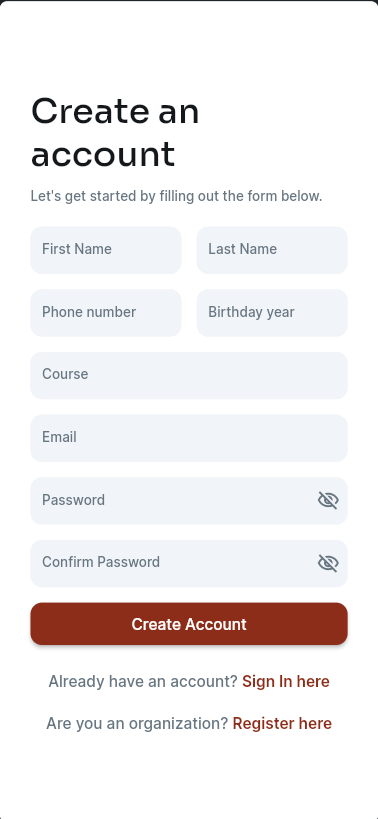 Create an
account
Let's get started by filling out the form below.
First Name
Last Name
Phone number
Birthday year
Course
Email
Password
Confirm Password
Create Account
Already have an account? Sign In here
Are you an organization? Register here